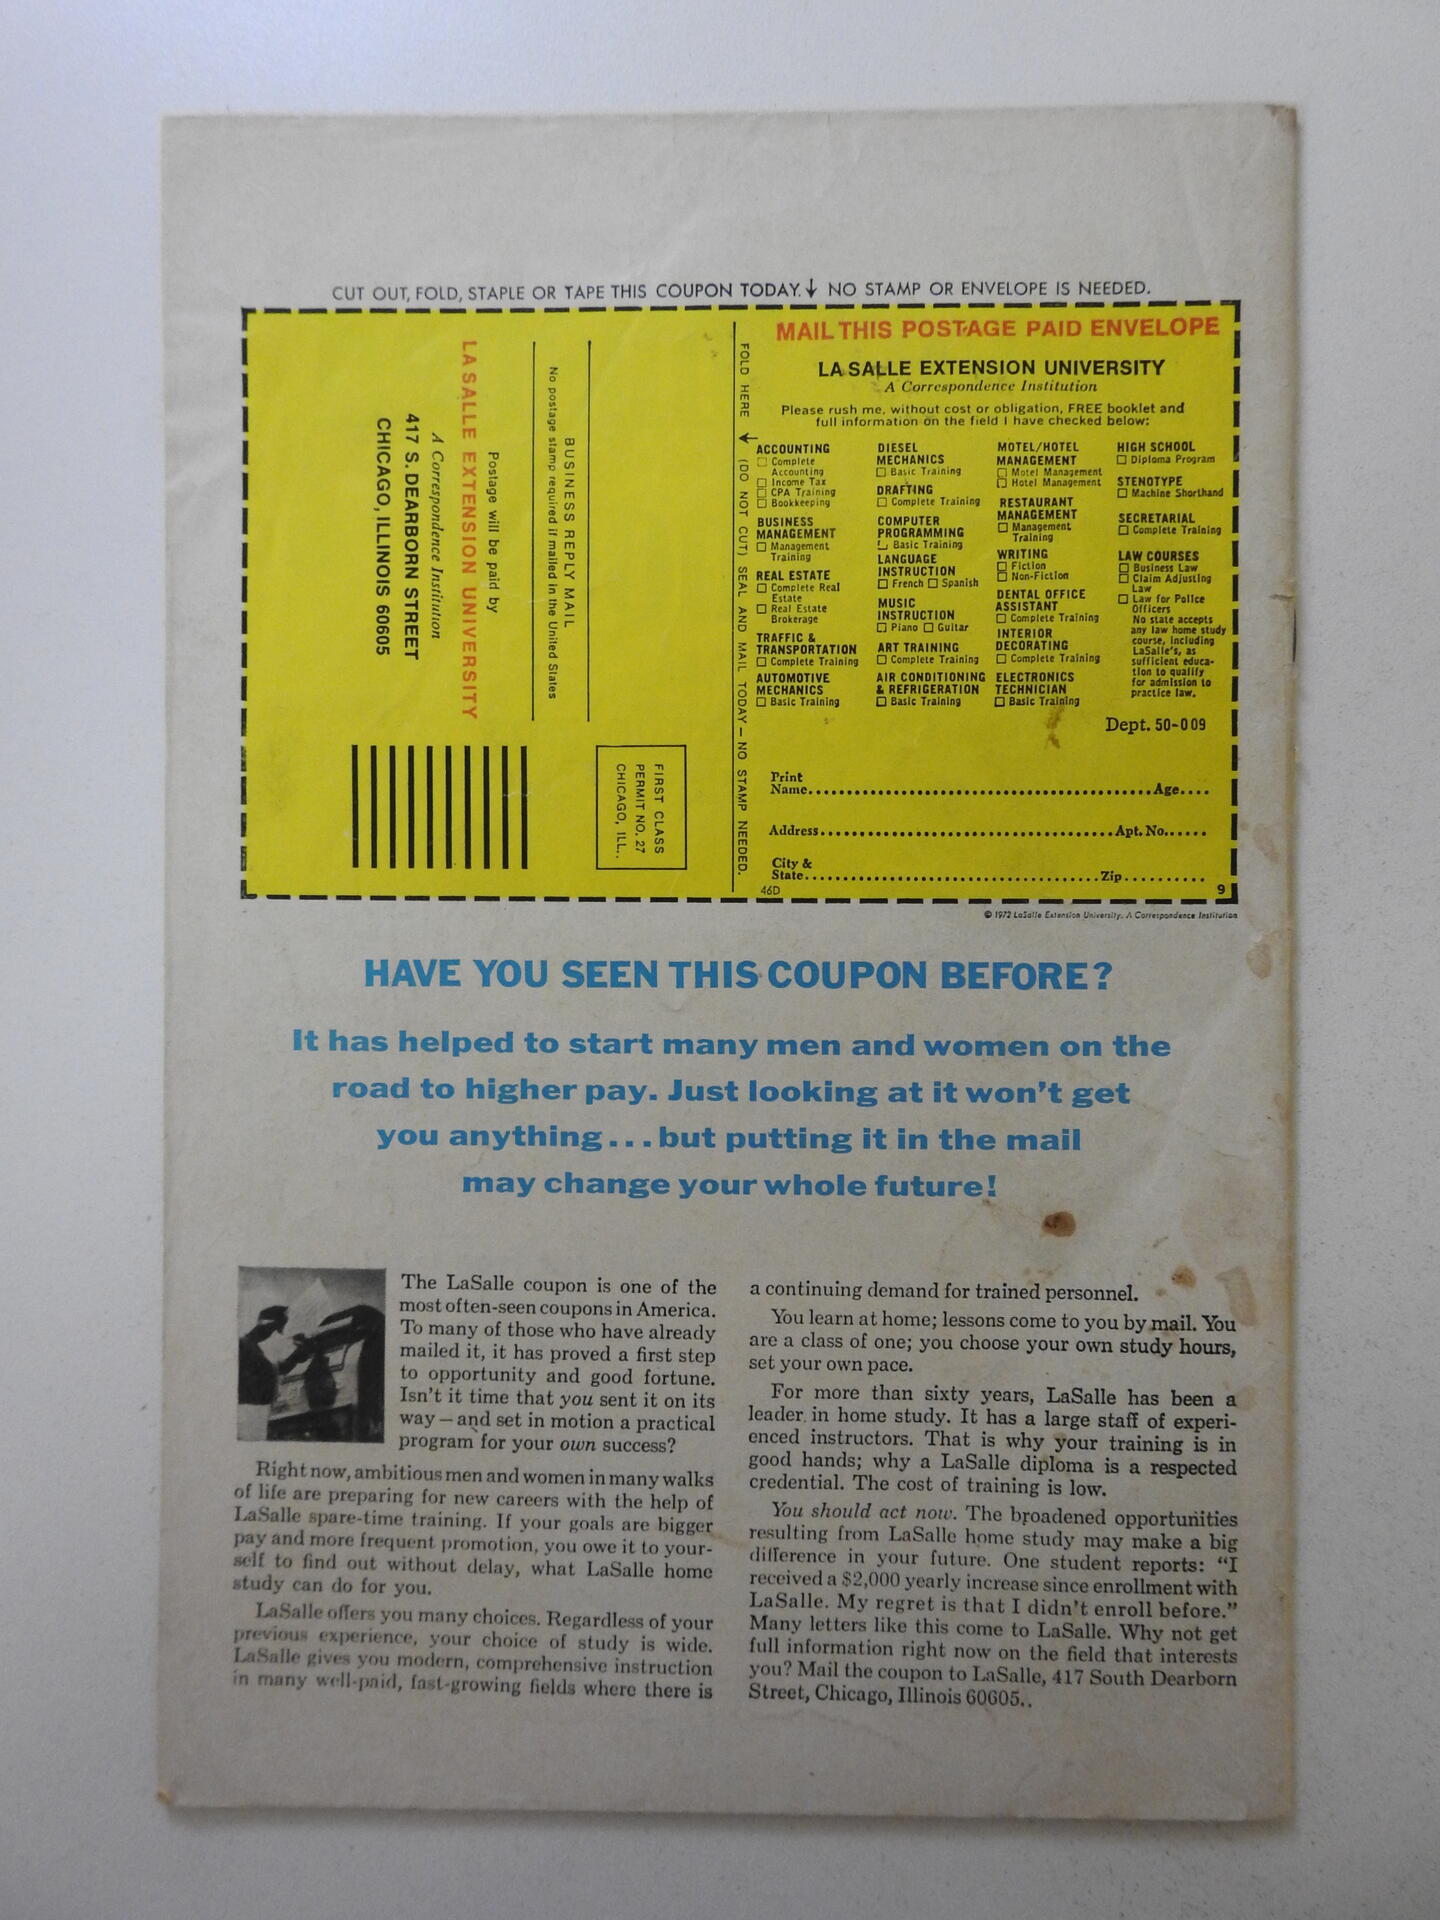 CUT OUT, FOLD, STAPLE OR TAPE THIS COUPON TODAY.↓ NO STAMP OR ENVELOPE IS NEEDED.
BUSINESS REPLY MAIL
No postage stamp required if mailed in the United States
Postage will be paid by
LA SALLE EXTENSION UNIVERSITY
A Correspondence Institution
417 S. DEARBORN STREET
CHICAGO, ILLINOIS 60605
FIRST CLASS
PERMIT NO. 27
CHICAGO, ILL..
FOLD HERE ↓ (DO NOT CUT) SEAL AND MAIL TODAY — NO STAMP NEEDED.
MAIL THIS POSTAGE PAID ENVELOPE
LA SALLE EXTENSION UNIVERSITY
A Correspondence Institution
Please rush me, without cost or obligation, FREE booklet and
full information on the field I have checked below:
ACCOUNTING
☐ Complete
Accounting
☐ Income Tax
☐ CPA Training
☐ Bookkeeping
BUSINESS
MANAGEMENT
☐ Management
Training
REAL ESTATE
☐ Complete Real
Estate
☐ Real Estate
Brokerage
TRAFFIC &
TRANSPORTATION
☐ Complete Training
AUTOMOTIVE
MECHANICS
☐ Basic Training
DIESEL
MECHANICS
☐ Basic Training
DRAFTING
☐ Complete Training
COMPUTER
PROGRAMMING
☐ Basic Training
LANGUAGE
INSTRUCTION
☐ French ☐ Spanish
MUSIC
INSTRUCTION
☐ Piano ☐ Guitar
ART TRAINING
☐ Complete Training
AIR CONDITIONING
& REFRIGERATION
☐ Basic Training
MOTEL/HOTEL
MANAGEMENT
☐ Motel Management
☐ Hotel Management
RESTAURANT
MANAGEMENT
☐ Management
Training
WRITING
☐ Fiction
☐ Non-Fiction
DENTAL OFFICE
ASSISTANT
☐ Complete Training
INTERIOR
DECORATING
☐ Complete Training
ELECTRONICS
TECHNICIAN
☐ Basic Training
HIGH SCHOOL
☐ Diploma Program
STENOTYPE
☐ Machine Shorthand
SECRETARIAL
☐ Complete Training
LAW COURSES
☐ Business Law
☐ Claim Adjusting
Law
☐ Law for Police
Officers
No state accepts
any law home study
course, including
LaSalle's, as
sufficient educa-
tion to qualify
for admission to
practice law.
Dept. 50-009
Print
Name..............................Age....
Address..............................Apt. No......
City &
State..............................Zip..........
46D 9
© 1972 LaSalle Extension University, A Correspondence Institution
HAVE YOU SEEN THIS COUPON BEFORE?
It has helped to start many men and women on the
road to higher pay. Just looking at it won't get
you anything...but putting it in the mail
may change your whole future!
The LaSalle coupon is one of the
most often-seen coupons in America.
To many of those who have already
mailed it, it has proved a first step
to opportunity and good fortune.
Isn't it time that you sent it on its
way — and set in motion a practical
program for your own success?
Right now, ambitious men and women in many walks
of life are preparing for new careers with the help of
LaSalle spare-time training. If your goals are bigger
pay and more frequent promotion, you owe it to your-
self to find out without delay, what LaSalle home
study can do for you.
LaSalle offers you many choices. Regardless of your
previous experience, your choice of study is wide.
LaSalle gives you modern, comprehensive instruction
in many well-paid, fast-growing fields where there is
a continuing demand for trained personnel.
You learn at home; lessons come to you by mail. You
are a class of one; you choose your own study hours,
set your own pace.
For more than sixty years, LaSalle has been a
leader in home study. It has a large staff of experi-
enced instructors. That is why your training is in
good hands; why a LaSalle diploma is a respected
credential. The cost of training is low.
You should act now. The broadened opportunities
resulting from LaSalle home study may make a big
difference in your future. One student reports: "I
received a $2,000 yearly increase since enrollment with
LaSalle. My regret is that I didn't enroll before."
Many letters like this come to LaSalle. Why not get
full information right now on the field that interests
you? Mail the coupon to LaSalle, 417 South Dearborn
Street, Chicago, Illinois 60605..